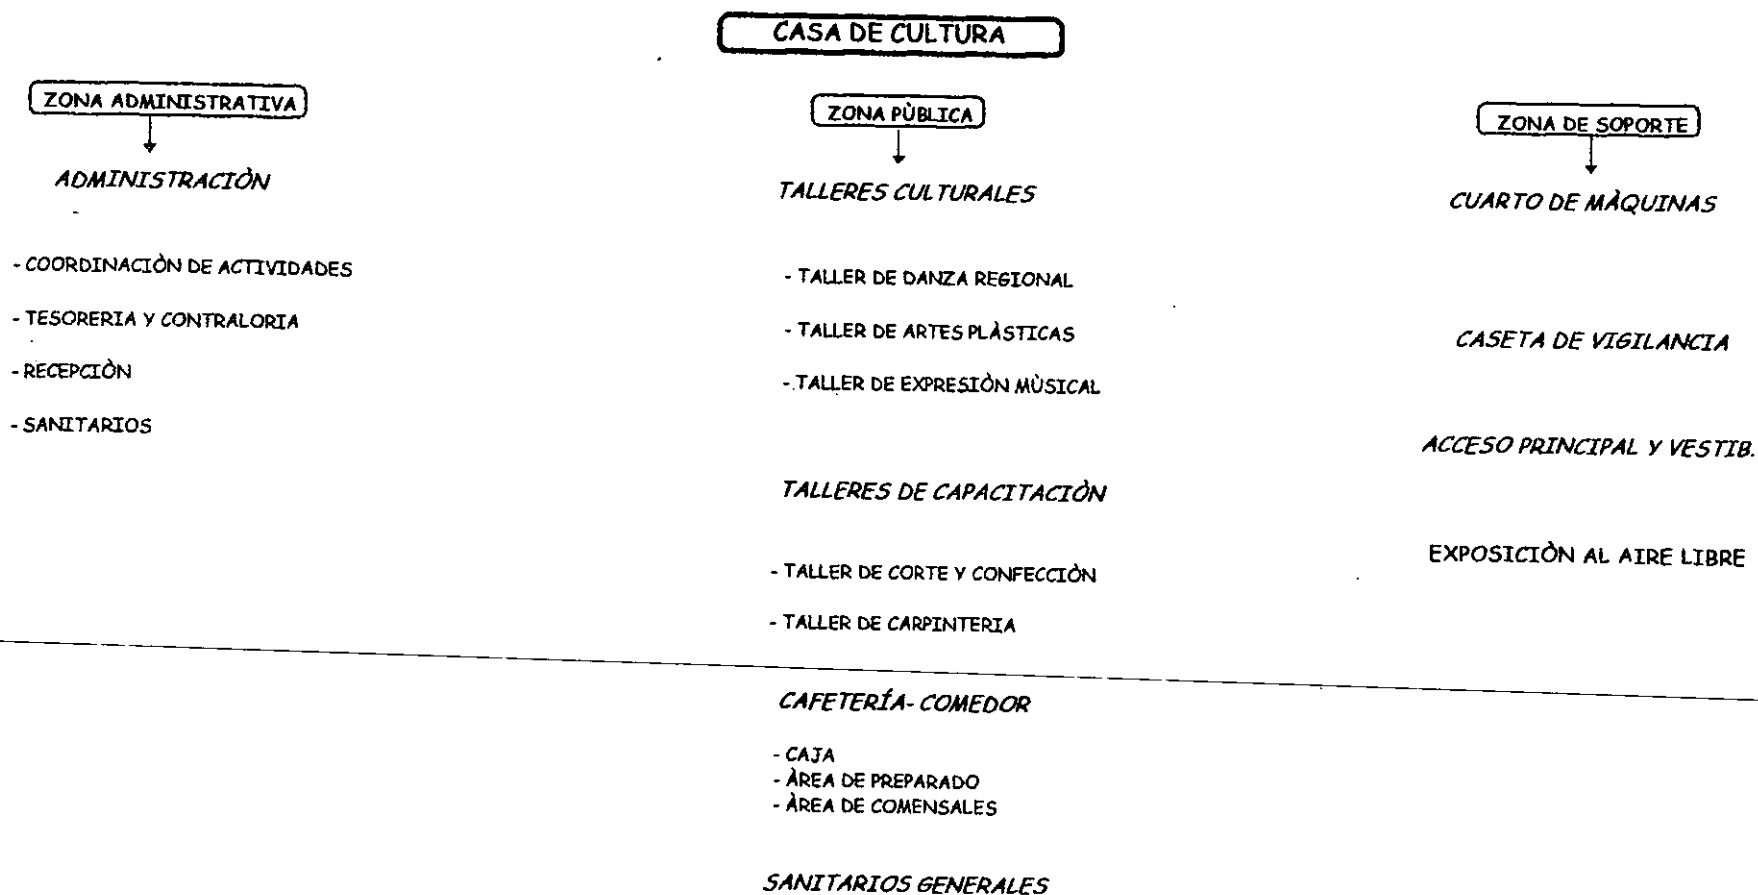 CASA DE CULTURA
ZONA ADMINISTRATIVA
ADMINISTRACIÒN
- COORDINACIÒN DE ACTIVIDADES
- TESORERIA Y CONTRALORIA
- RECEPCIÒN
- SANITARIOS
ZONA PÙBLICA
TALLERES CULTURALES
- TALLER DE DANZA REGIONAL
- TALLER DE ARTES PLÀSTICAS
- TALLER DE EXPRESIÒN MÙSICAL
TALLERES DE CAPACITACIÒN
- TALLER DE CORTE Y CONFECCIÒN
- TALLER DE CARPINTERIA
CAFETERÍA- COMEDOR
- CAJA
- ÀREA DE PREPARADO
- ÀREA DE COMENSALES
SANITARIOS GENERALES
ZONA DE SOPORTE
CUARTO DE MÀQUINAS
CASETA DE VIGILANCIA
ACCESO PRINCIPAL Y VESTIB.
EXPOSICIÒN AL AIRE LIBRE